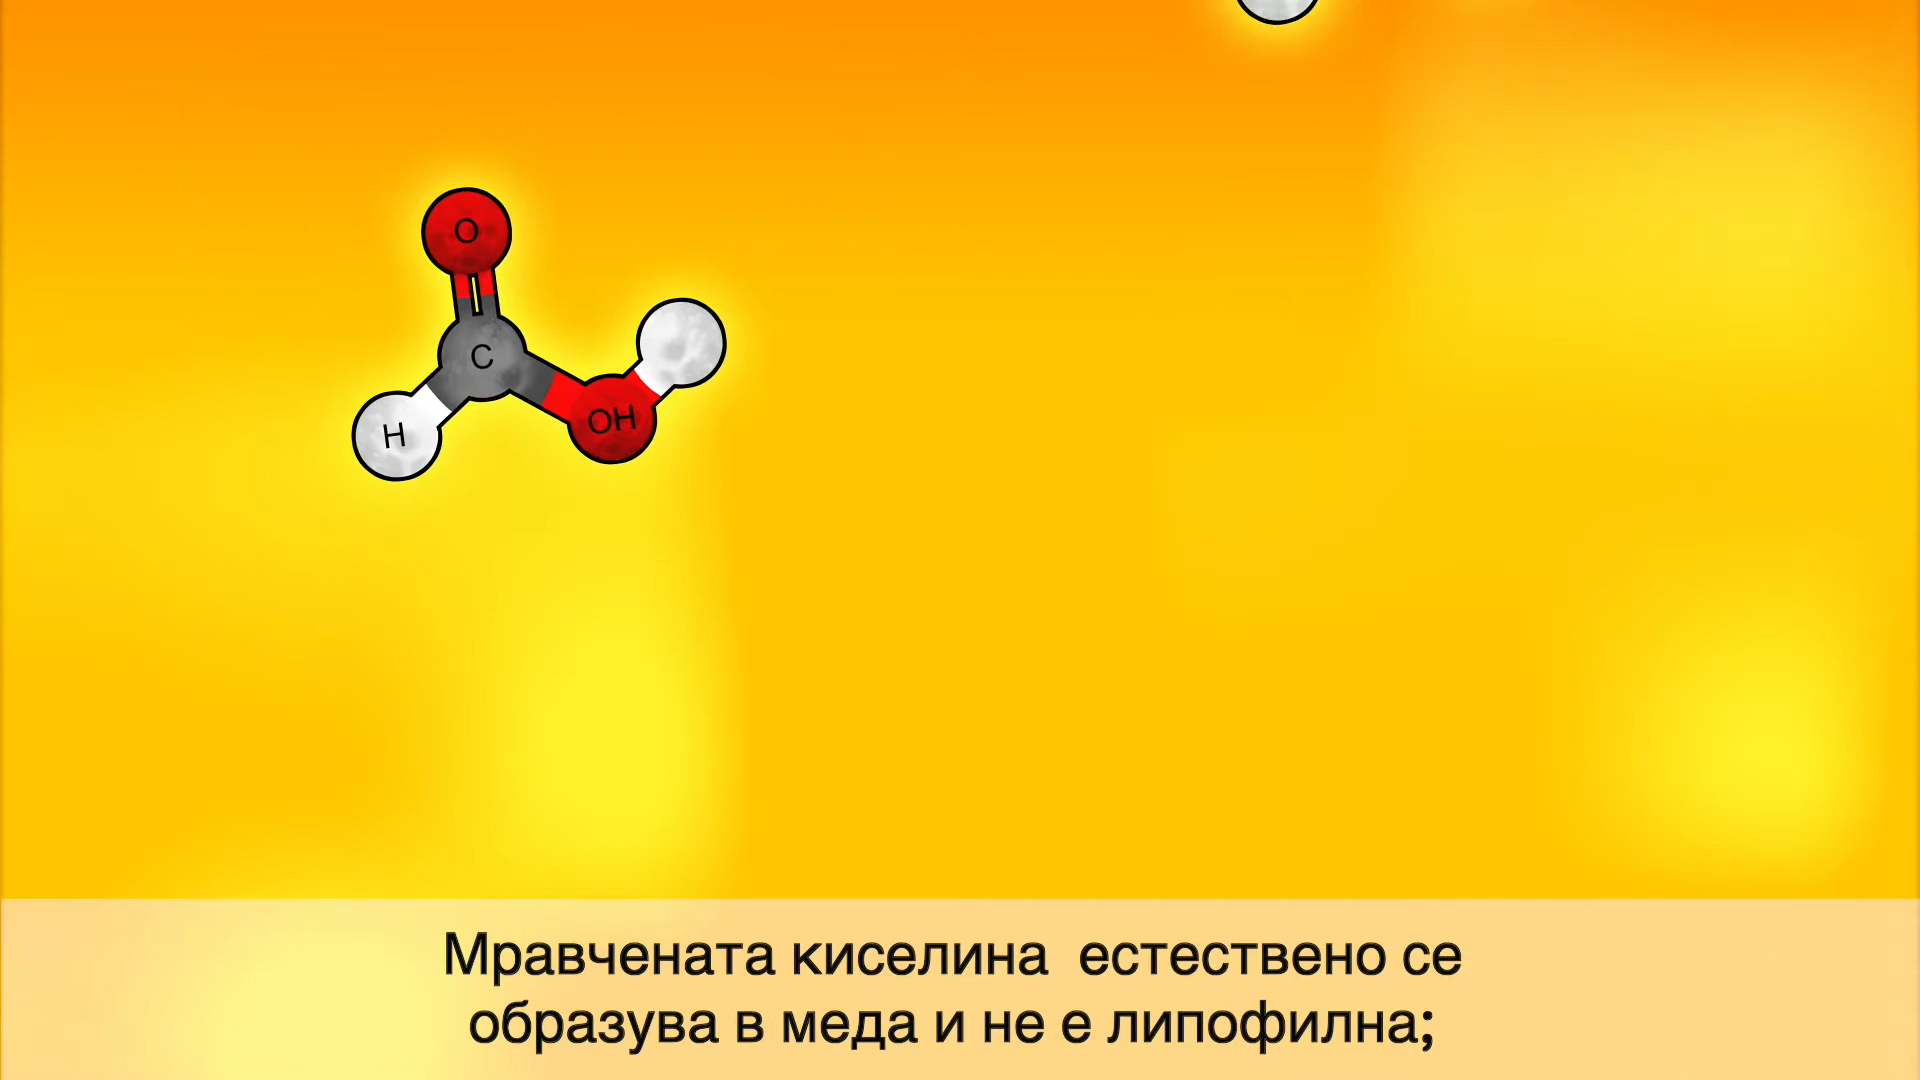 O
C
H
OH
Мравчената киселина естествено се
образува в меда и не е липофилна;